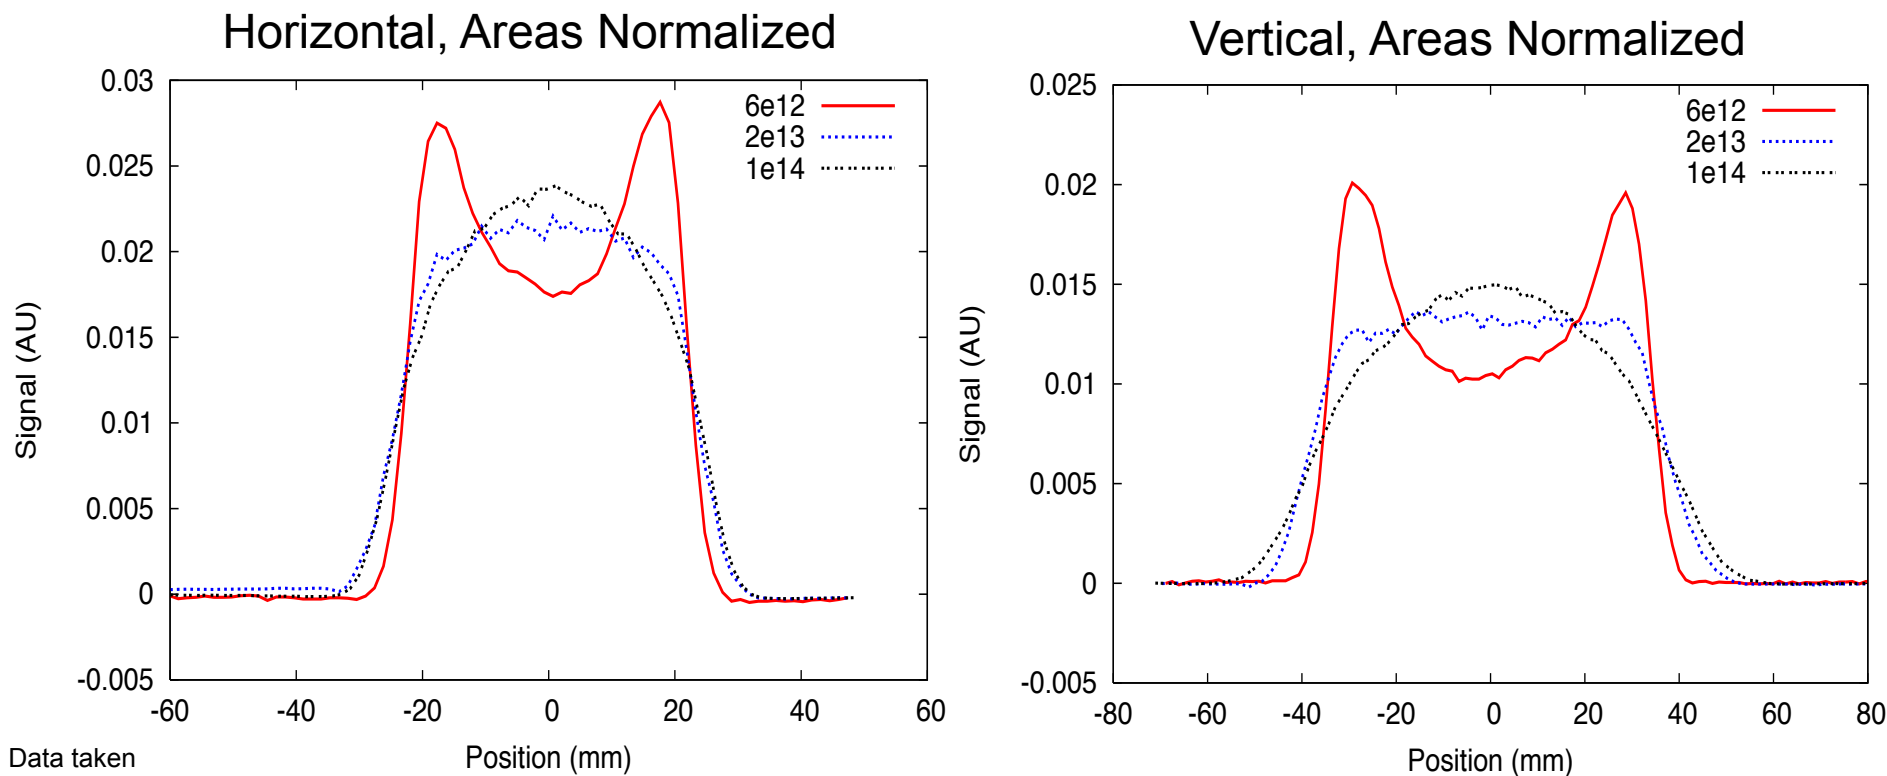 Horizontal, Areas Normalized
0.03
0.025
0.02
0.015
0.01
0.005
0
-0.005
-60
-40
-20
0
20
40
60
Signal (AU)
Position (mm)
6e12
2e13
1e14
Data taken
Vertical, Areas Normalized
0.025
0.02
0.015
0.01
0.005
0
-0.005
-80
-60
-40
-20
0
20
40
60
80
Signal (AU)
Position (mm)
6e12
2e13
1e14